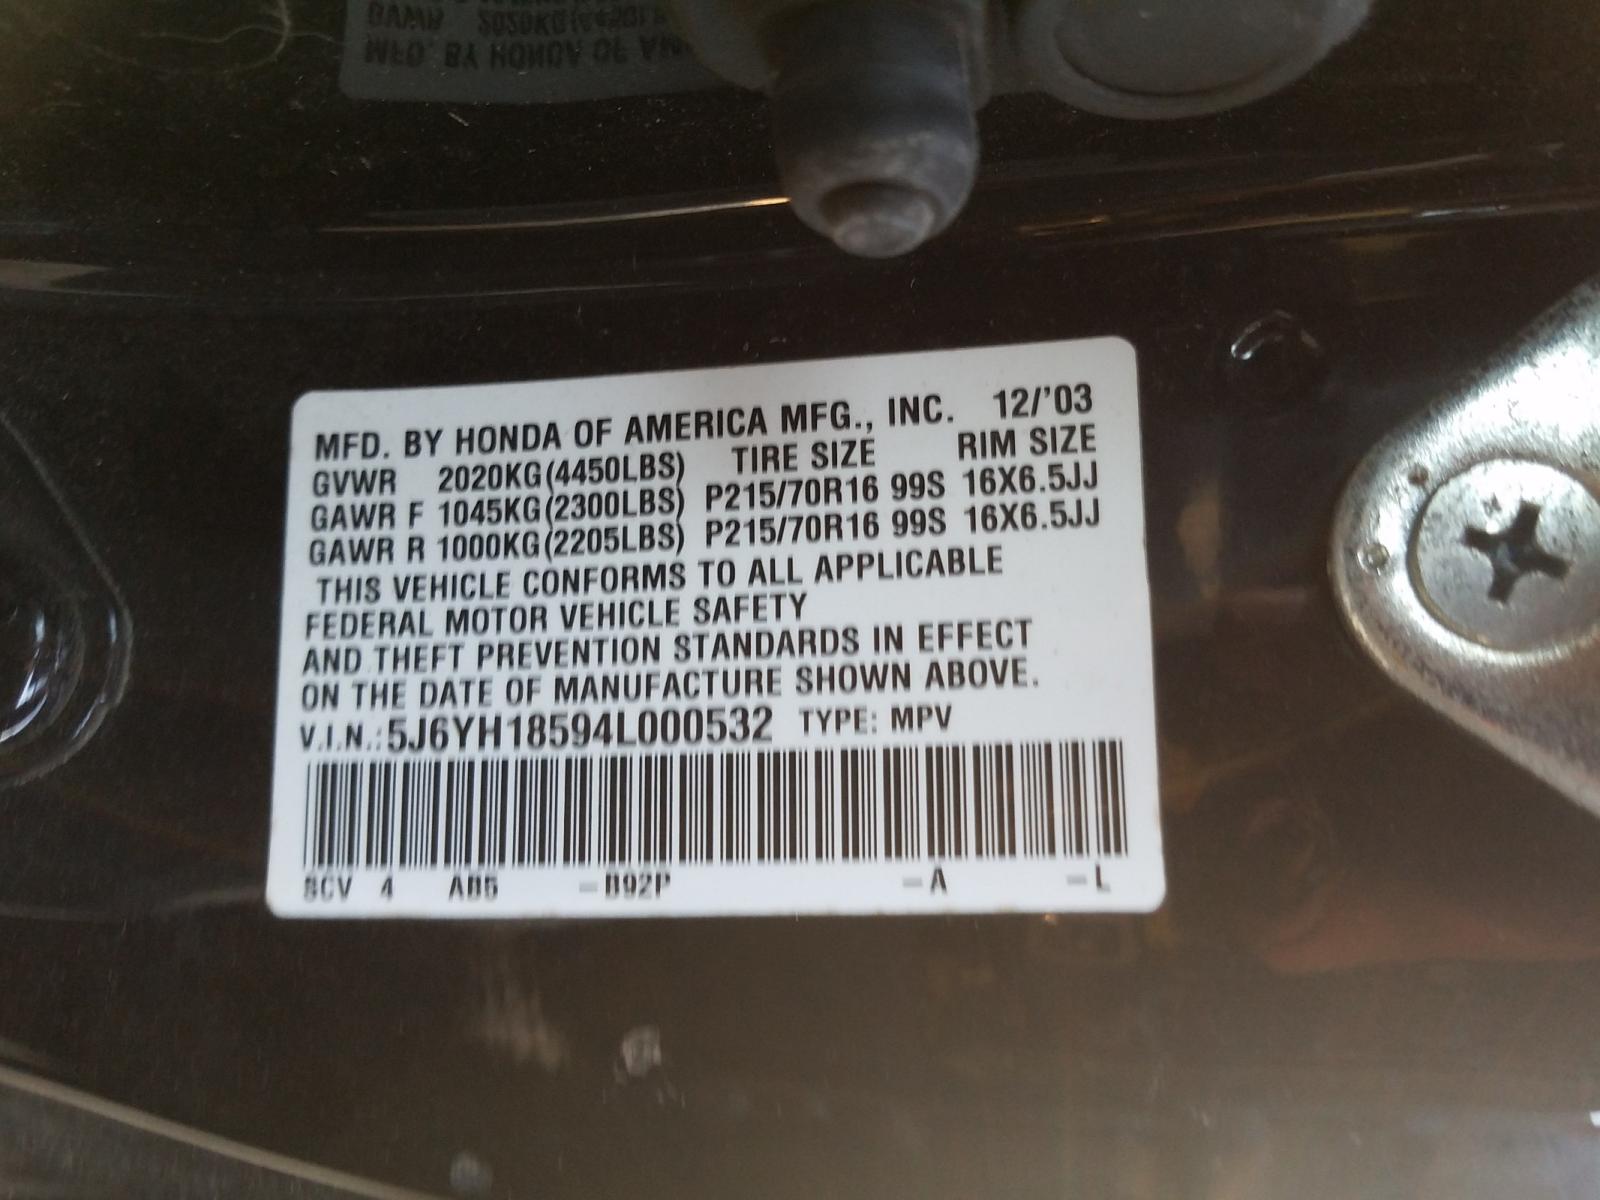 MFD. BY HONDA OF AMERICA MFG., INC. 12/'03
GVWR 2020KG(4450LBS) TIRE SIZE RIM SIZE
GAWR F 1045KG(2300LBS) P215/70R16 99S 16X6.5JJ
GAWR R 1000KG(2205LBS) P215/70R16 99S 16X6.5JJ
THIS VEHICLE CONFORMS TO ALL APPLICABLE
FEDERAL MOTOR VEHICLE SAFETY
AND THEFT PREVENTION STANDARDS IN EFFECT
ON THE DATE OF MANUFACTURE SHOWN ABOVE.
V.I.N.: 5J6YH18594L000532 TYPE: MPV
SCV 4 AB5 -B92P -A -L